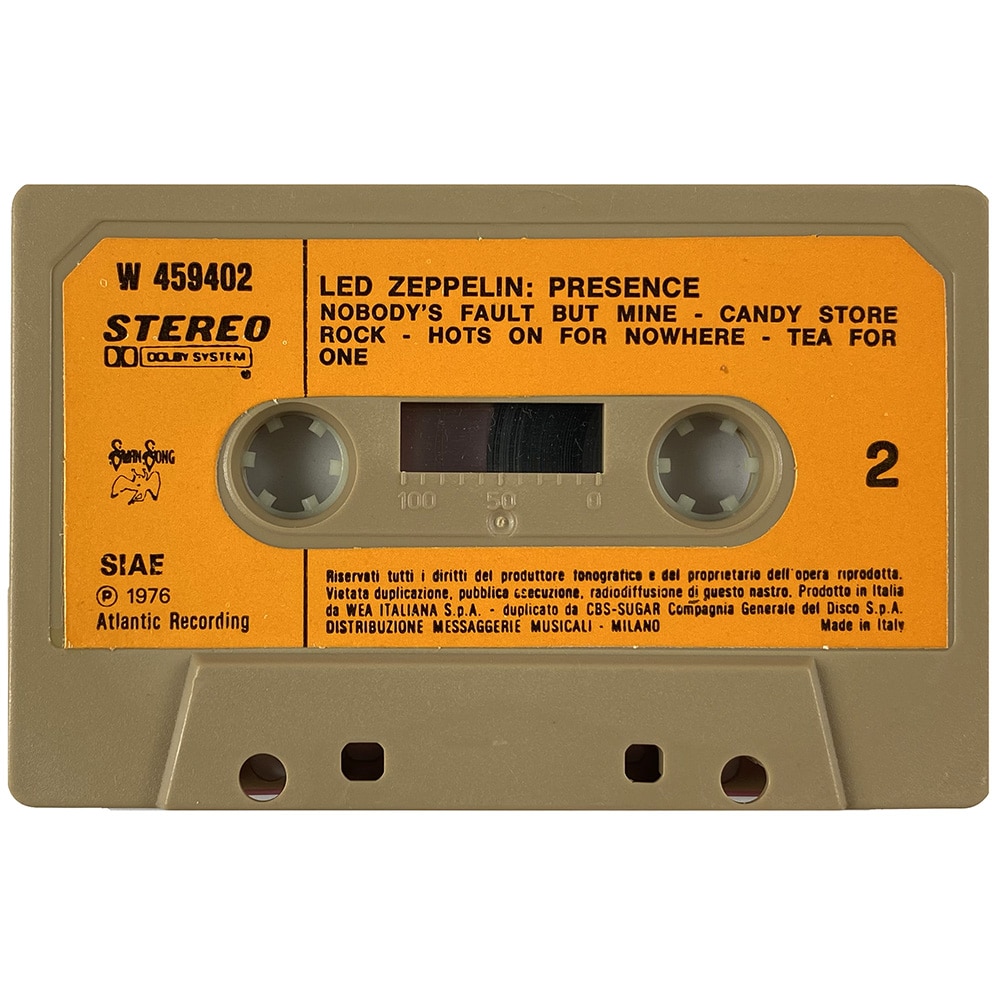 W 459402
STEREO
DOLBY SYSTEM
LED ZEPPELIN: PRESENCE
NOBODY'S FAULT BUT MINE - CANDY STORE
ROCK - HOTS ON FOR NOWHERE - TEA FOR
ONE
100 50 0
2
SWAN SONG
SIAE
℗ 1976
Atlantic Recording
Riservati tutti i diritti del produttore fonografico e del proprietario dell'opera riprodotta.
Vietata duplicazione, pubblica esecuzione, radiodiffusione di questo nastro. Prodotto in Italia
da WEA ITALIANA S.p.A. - duplicato da CBS-SUGAR Compagnia Generale del Disco S.p.A.
DISTRIBUZIONE MESSAGGERIE MUSICALI - MILANO Made in Italy